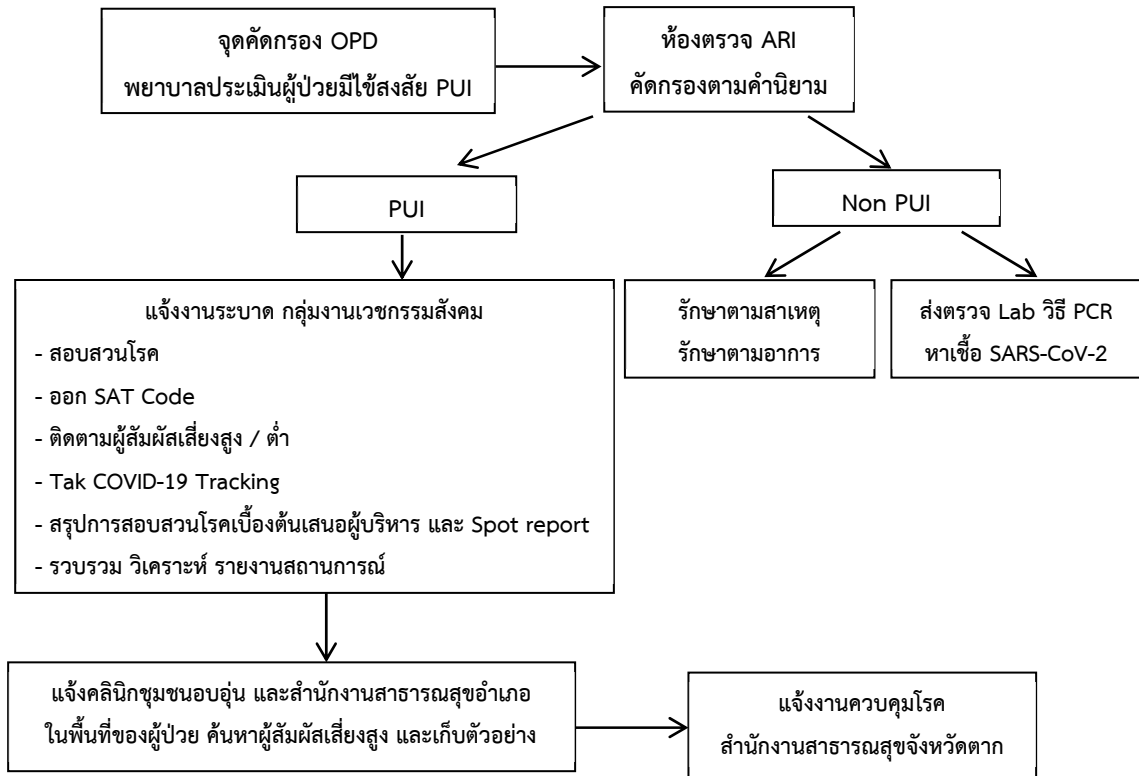 จุดคัดกรอง OPD
พยาบาลประเมินผู้ป่วยมีไข้สงสัย PUI
ห้องตรวจ ARI
คัดกรองตามคำนิยาม
PUI
Non PUI
แจ้งงานระบาด กลุ่มงานเวชกรรมสังคม
- สอบสวนโรค
- ออก SAT Code
- ติดตามผู้สัมผัสเสี่ยงสูง / ต่ำ
- Tak COVID-19 Tracking
- สรุปการสอบสวนโรคเบื้องต้นเสนอผู้บริหาร และ Spot report
- รวบรวม วิเคราะห์ รายงานสถานการณ์
รักษาตามสาเหตุ
รักษาตามอาการ
ส่งตรวจ Lab วิธี PCR
หาเชื้อ SARS-CoV-2
แจ้งคลินิกชุมชนอบอุ่น และสำนักงานสาธารณสุขอำเภอ
ในพื้นที่ของผู้ป่วย ค้นหาผู้สัมผัสเสี่ยงสูง และเก็บตัวอย่าง
แจ้งงานควบคุมโรค
สำนักงานสาธารณสุขจังหวัดตาก